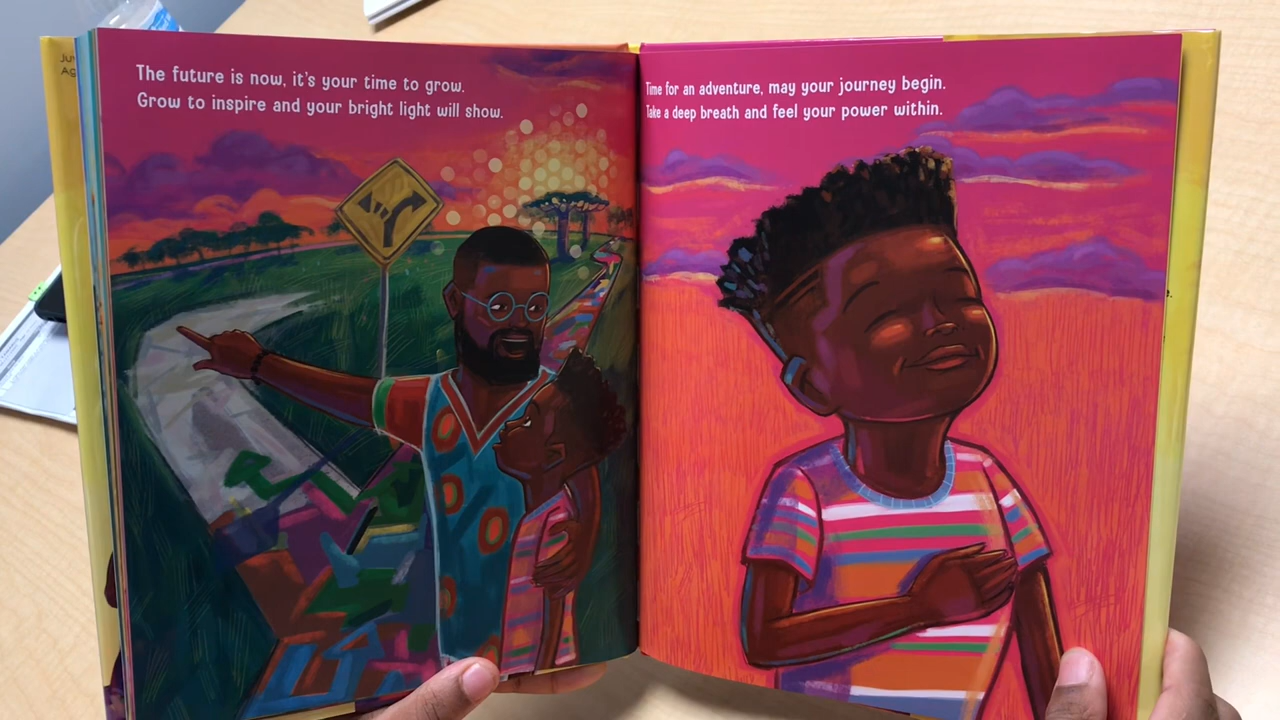 The future is now, it's your time to grow.
Grow to inspire and your bright light will show.
Time for an adventure, may your journey begin.
Take a deep breath and feel your power within.